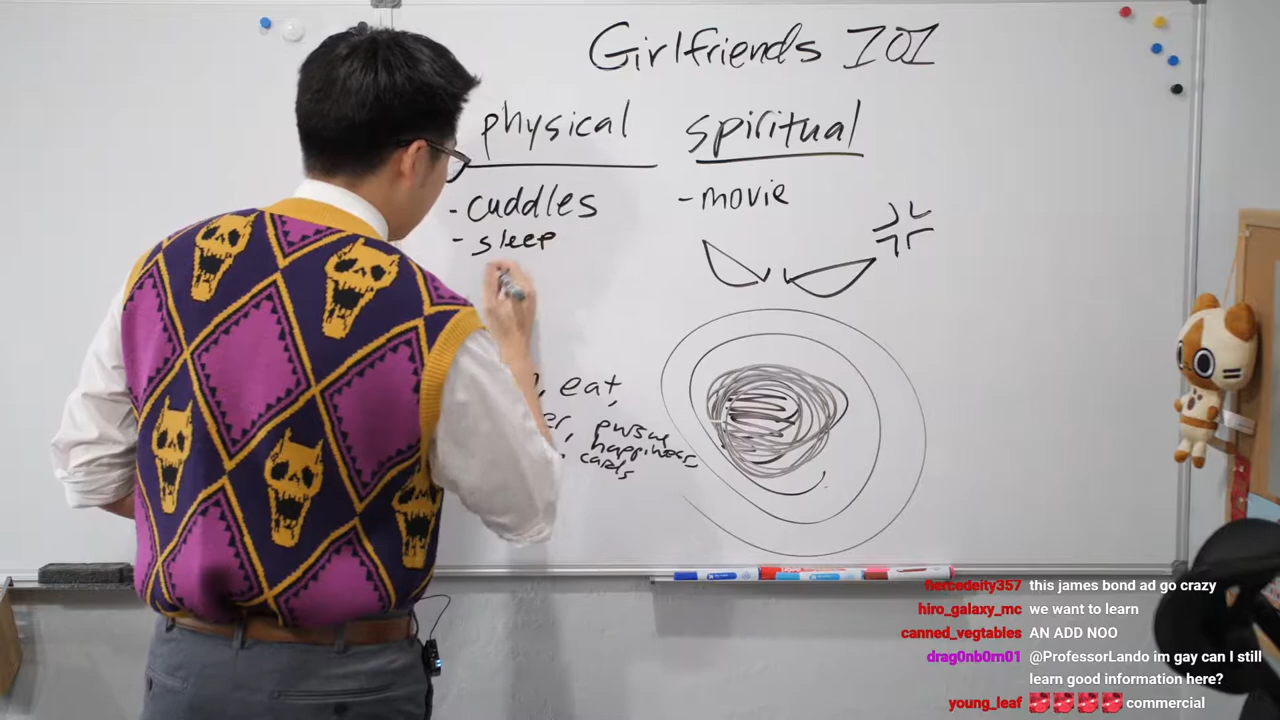 Girlfriends 101
physical
spiritual
- cuddles
- movie
- sleep
, eat,
er, pursue
, happiness
. cards
fiercedeity357 this james bond ad go crazy
hiro_galaxy_mc we want to learn
canned_vegtables AN ADD NOO
drag0nb0rn01 @ProfessorLando im gay can I still
learn good information here?
young_leaf commercial